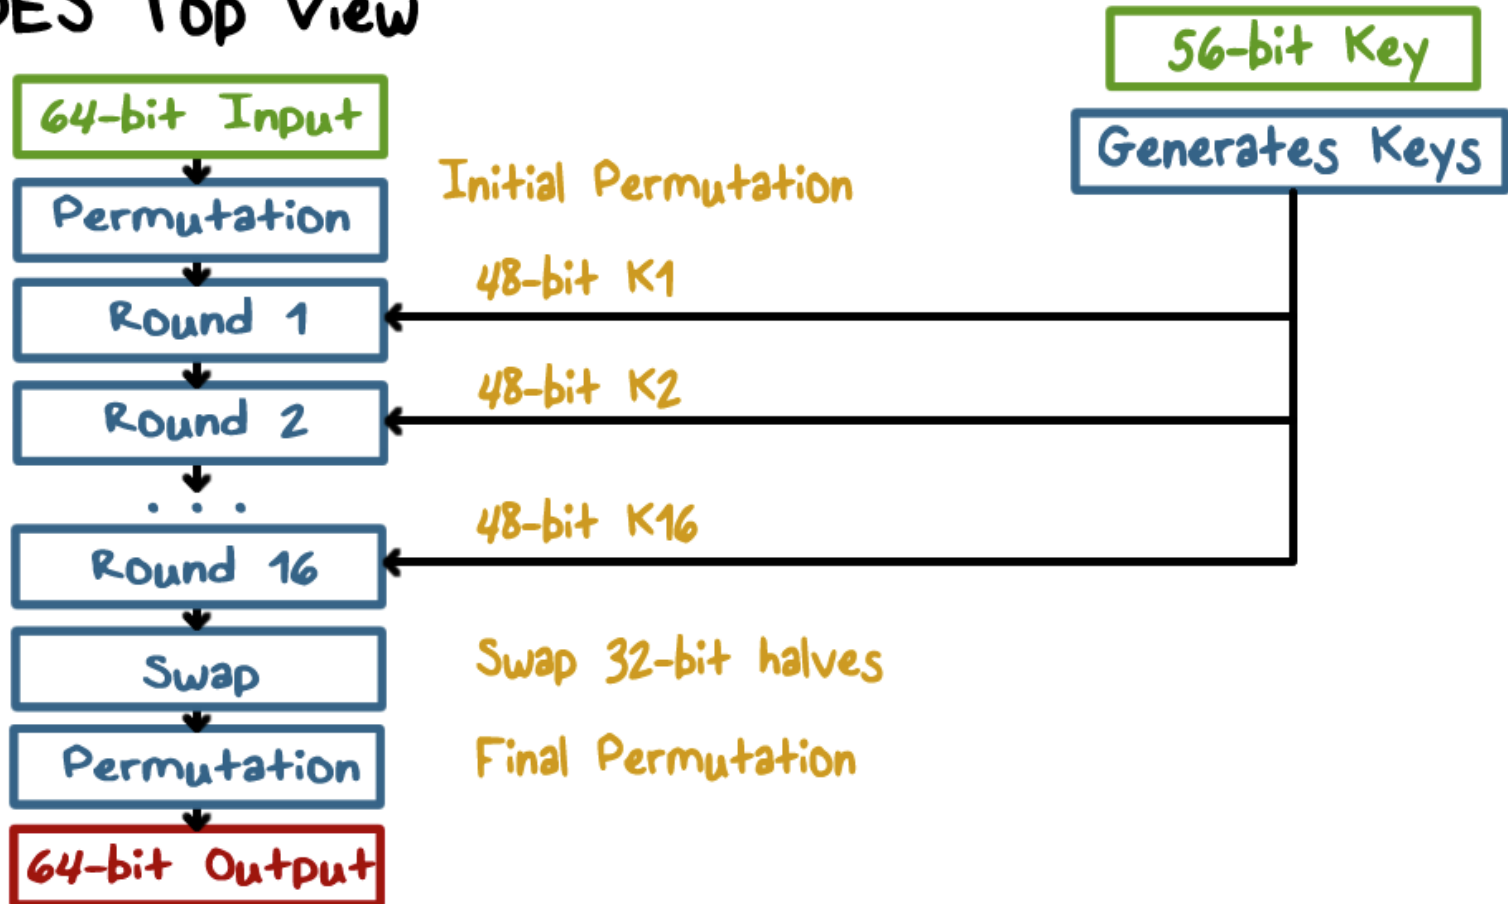 DES Top View
56-bit Key
64-bit Input
Generates Keys
Permutation
Initial Permutation
48-bit K1
Round 1
48-bit K2
Round 2
. . .
48-bit K16
Round 16
Swap
Swap 32-bit halves
Permutation
Final Permutation
64-bit Output